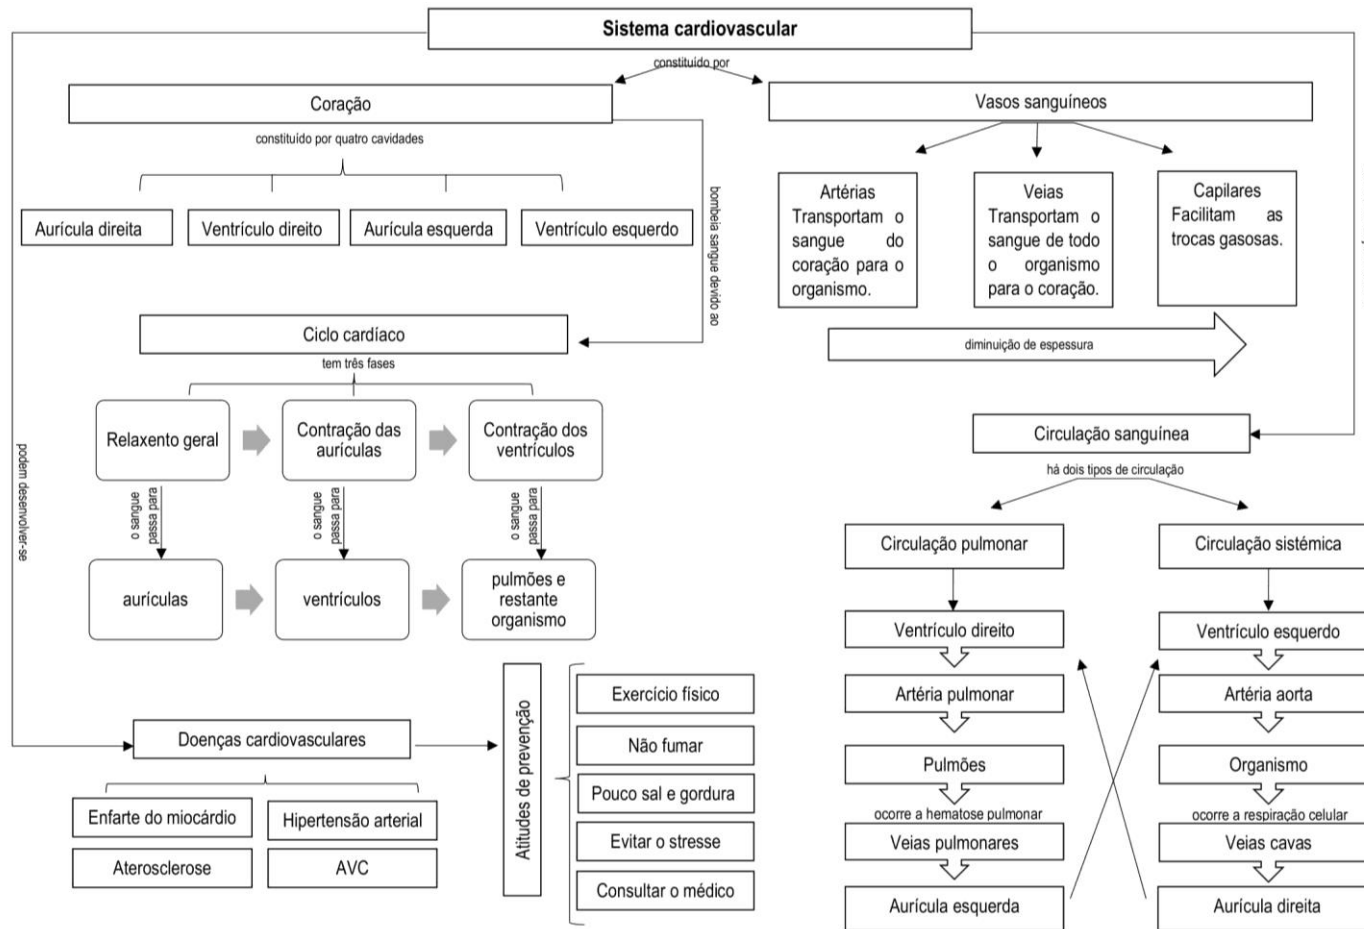 Sistema cardiovascular
constituído por
Coração
Vasos sanguíneos
constituído por quatro cavidades
Aurícula direita
Ventrículo direito
Aurícula esquerda
Ventrículo esquerdo
bombeia sangue devido ao
Artérias
Transportam o
sangue do
coração para o
organismo.
Veias
Transportam o
sangue de todo
o organismo
para o coração.
Capilares
Facilitam as
trocas gasosas.
diminuição de espessura
Ciclo cardíaco
tem três fases
Relaxento geral
Contração das
aurículas
Contração dos
ventrículos
o sangue
passa para
o sangue
passa para
o sangue
passa para
aurículas
ventrículos
pulmões e
restante
organismo
podem desenvolver-se
Circulação sanguínea
há dois tipos de circulação
Circulação pulmonar
Ventrículo direito
Artéria pulmonar
Pulmões
ocorre a hematose pulmonar
Veias pulmonares
Aurícula esquerda
Circulação sistémica
Ventrículo esquerdo
Artéria aorta
Organismo
ocorre a respiração celular
Veias cavas
Aurícula direita
Doenças cardiovasculares
Enfarte do miocárdio
Hipertensão arterial
Aterosclerose
AVC
Atitudes de prevenção
Exercício físico
Não fumar
Pouco sal e gordura
Evitar o stresse
Consultar o médico